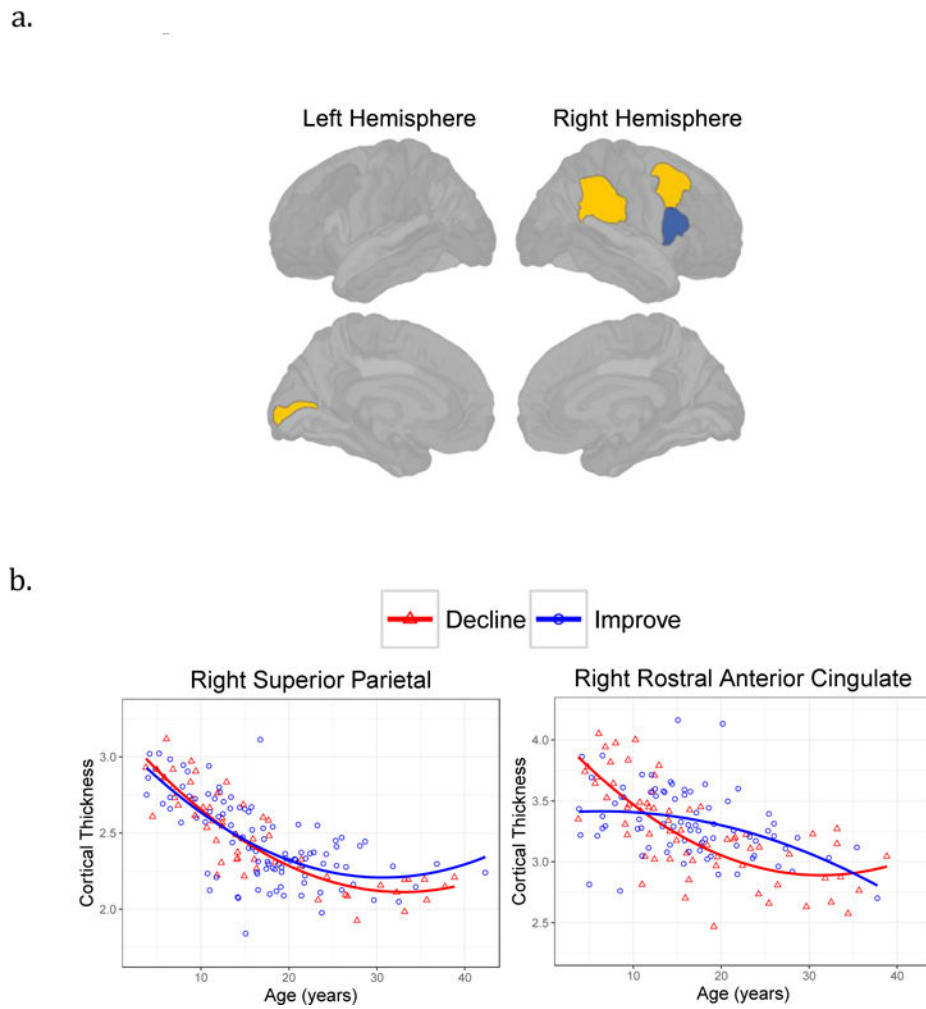 a.
Left Hemisphere Right Hemisphere
b.
Decline Improve
Right Superior Parietal
Cortical Thickness
3.0
2.5
2.0
10 20 30 40
Age (years)
Right Rostral Anterior Cingulate
Cortical Thickness
4.0
3.5
3.0
2.5
10 20 30 40
Age (years)